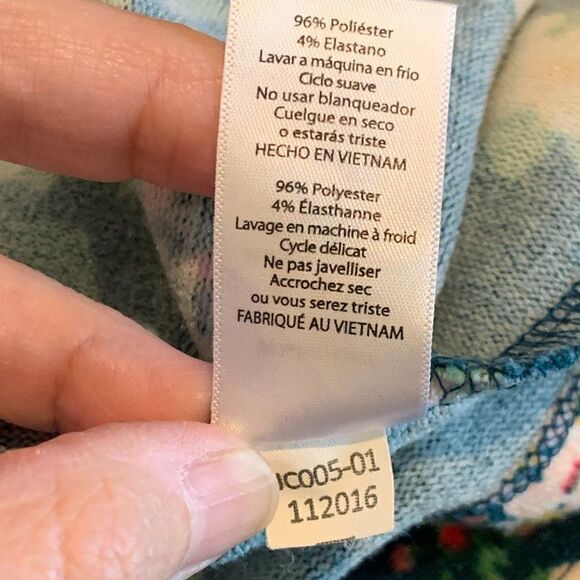 96% Poliéster
4% Elastano
Lavar a máquina en frio
Ciclo suave
No usar blanqueador
Cuelgue en seco
o estarás triste
HECHO EN VIETNAM
96% Polyester
4% Élasthanne
Lavage en machine à froid
Cycle délicat
Ne pas javelliser
Accrochez sec
ou vous serez triste
FABRIQUÉ AU VIETNAM
112016